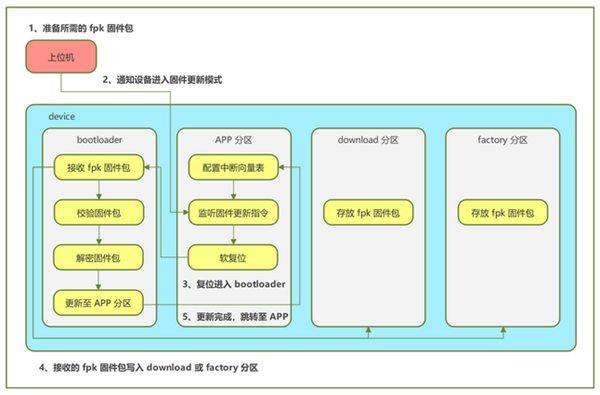 1、准备所需的 fpk 固件包
上位机
2、通知设备进入固件更新模式
device
bootloader
接收 fpk 固件包
校验固件包
解密固件包
更新至 APP 分区
APP 分区
配置中断向量表
监听固件更新指令
软复位
3、复位进入 bootloader
5、更新完成，跳转至 APP
download 分区
存放 fpk 固件包
factory 分区
存放 fpk 固件包
4、接收的 fpk 固件包写入 download 或 factory 分区